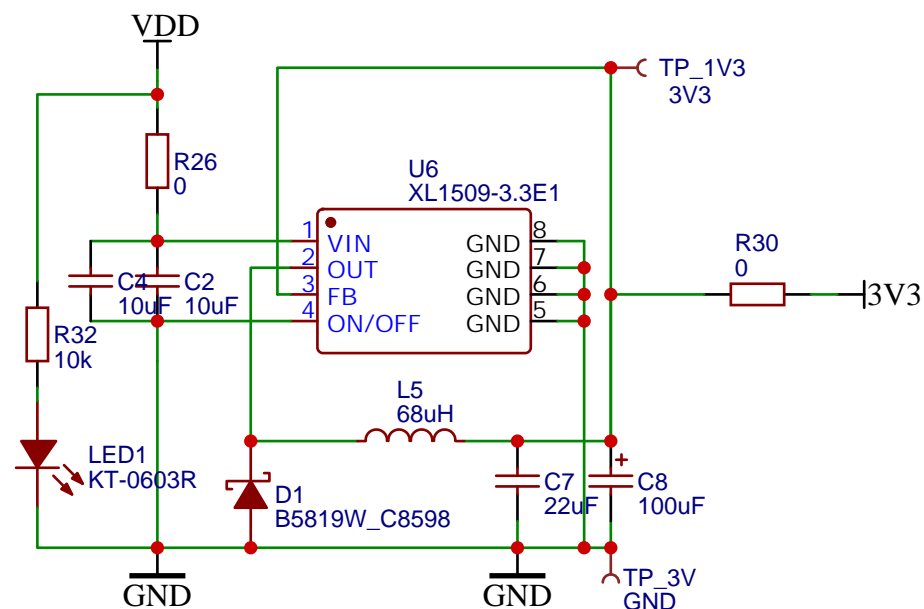 VDD
TP_1V3
3V3
R26
0
U6
XL1509-3.3E1
1
VIN
GND
8
2
OUT
GND
7
3
FB
GND
6
4
ON/OFF
GND
5
C4
10uF
C2
10uF
R30
0
3V3
R32
10k
L5
68uH
LED1
KT-0603R
D1
B5819W_C8598
C7
22uF
+
C8
100uF
GND
GND
TP_3V
GND